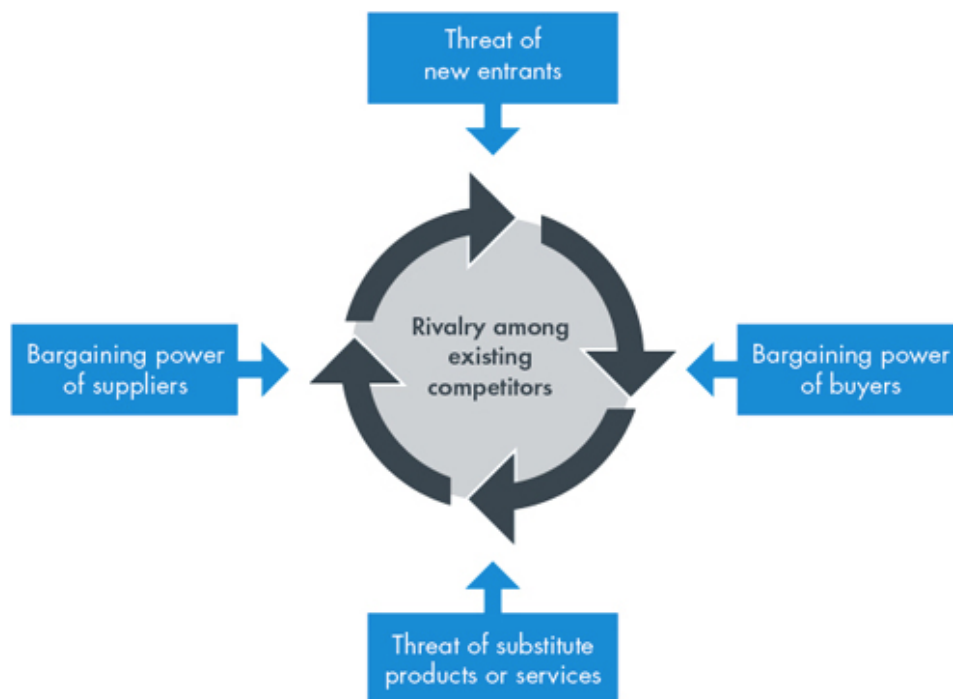 Threat of
new entrants
Bargaining power
of suppliers
Rivalry among
existing
competitors
Bargaining power
of buyers
Threat of substitute
products or services